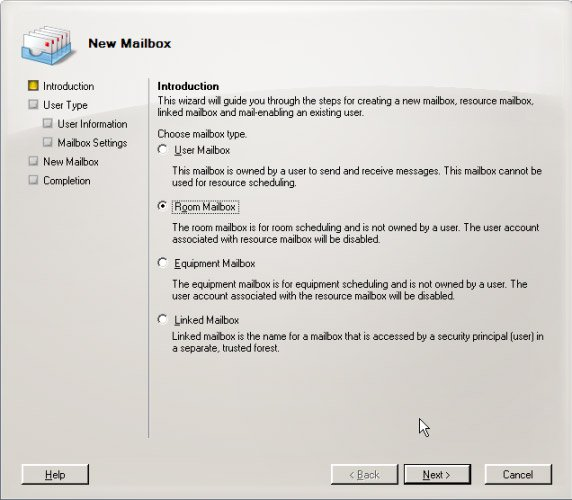 New Mailbox
Introduction
User Type
User Information
Mailbox Settings
New Mailbox
Completion
Introduction
This wizard will guide you through the steps for creating a new mailbox, resource mailbox,
linked mailbox and mail-enabling an existing user.
Choose mailbox type.
User Mailbox
This mailbox is owned by a user to send and receive messages. This mailbox cannot be
used for resource scheduling.
Room Mailbox
The room mailbox is for room scheduling and is not owned by a user. The user account
associated with resource mailbox will be disabled.
Equipment Mailbox
The equipment mailbox is for equipment scheduling and is not owned by a user. The
user account associated with the resource mailbox will be disabled.
Linked Mailbox
Linked mailbox is the name for a mailbox that is accessed by a security principal (user) in
a separate, trusted forest.
Help
< Back
Next >
Cancel